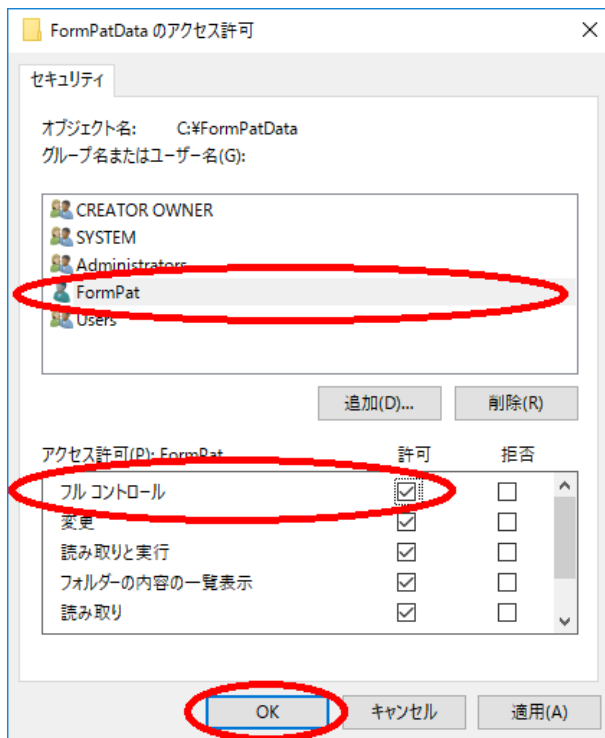 FormPatData のアクセス許可
セキュリティ
オブジェクト名: C:¥FormPatData
グループ名またはユーザー名(G):
CREATOR OWNER
SYSTEM
Administrators
FormPat
Users
追加(D)... 削除(R)
アクセス許可(P): FormPat 許可 拒否
フル コントロール
変更
読み取りと実行
フォルダーの内容の一覧表示
読み取り
OK キャンセル 適用(A)